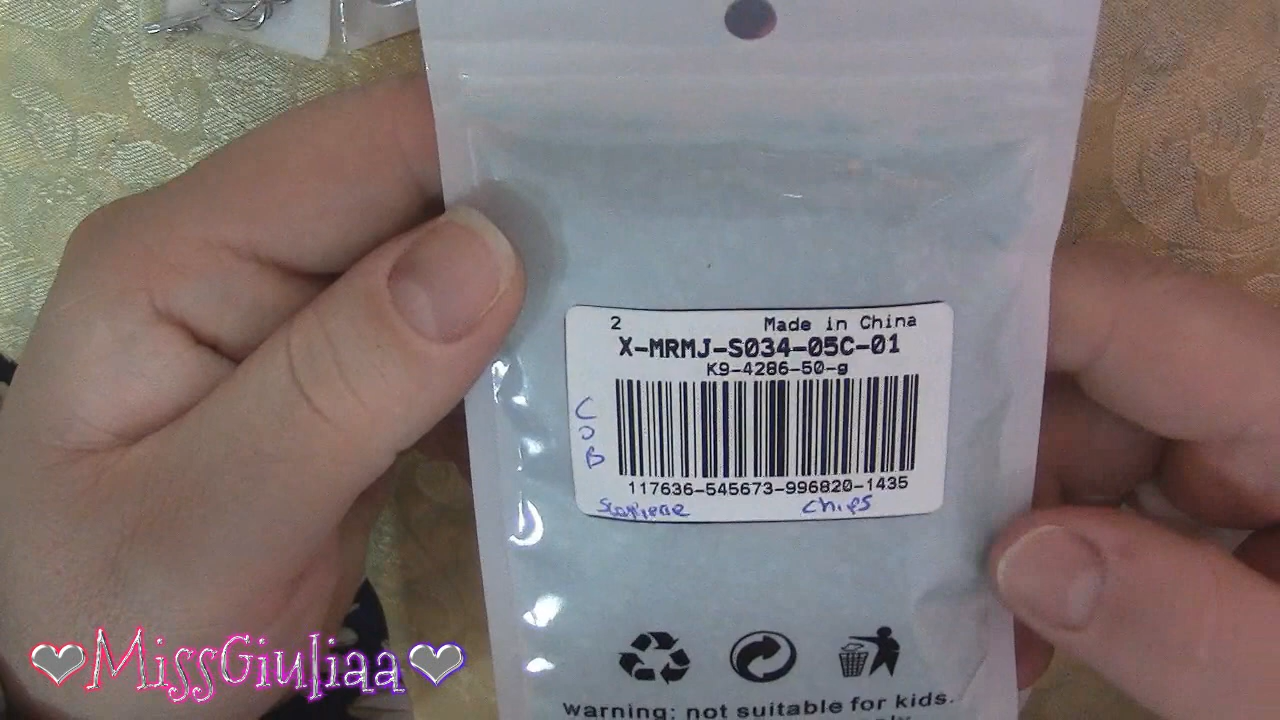 2 Made in China
X-MRMJ-S034-05C-01
K9-4286-50-g
C
O
B
117636-545673-996820-1435
chips
warning: not suitable for kids.
MissGiuliaa